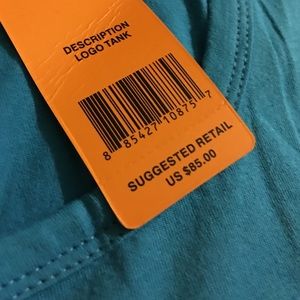 DESCRIPTION
LOGO TANK
8 85427 10875 7
SUGGESTED RETAIL
US $85.00